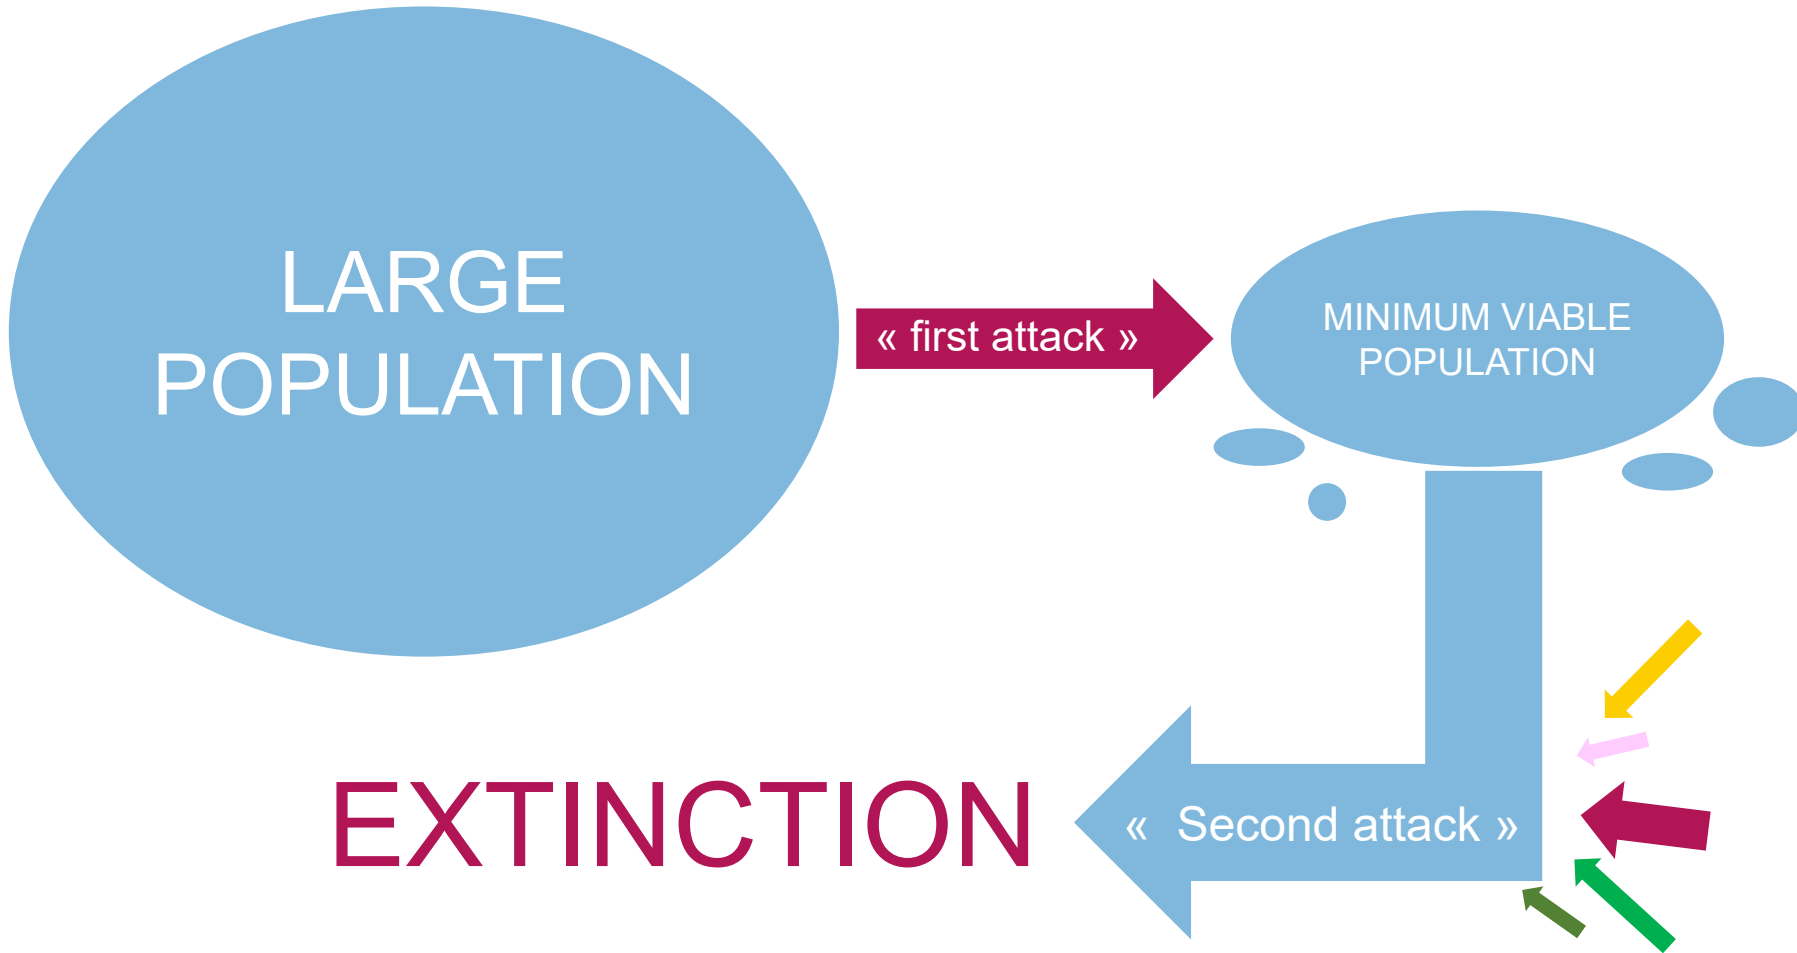 LARGE
POPULATION
« first attack »
MINIMUM VIABLE
POPULATION
«  Second attack »
EXTINCTION